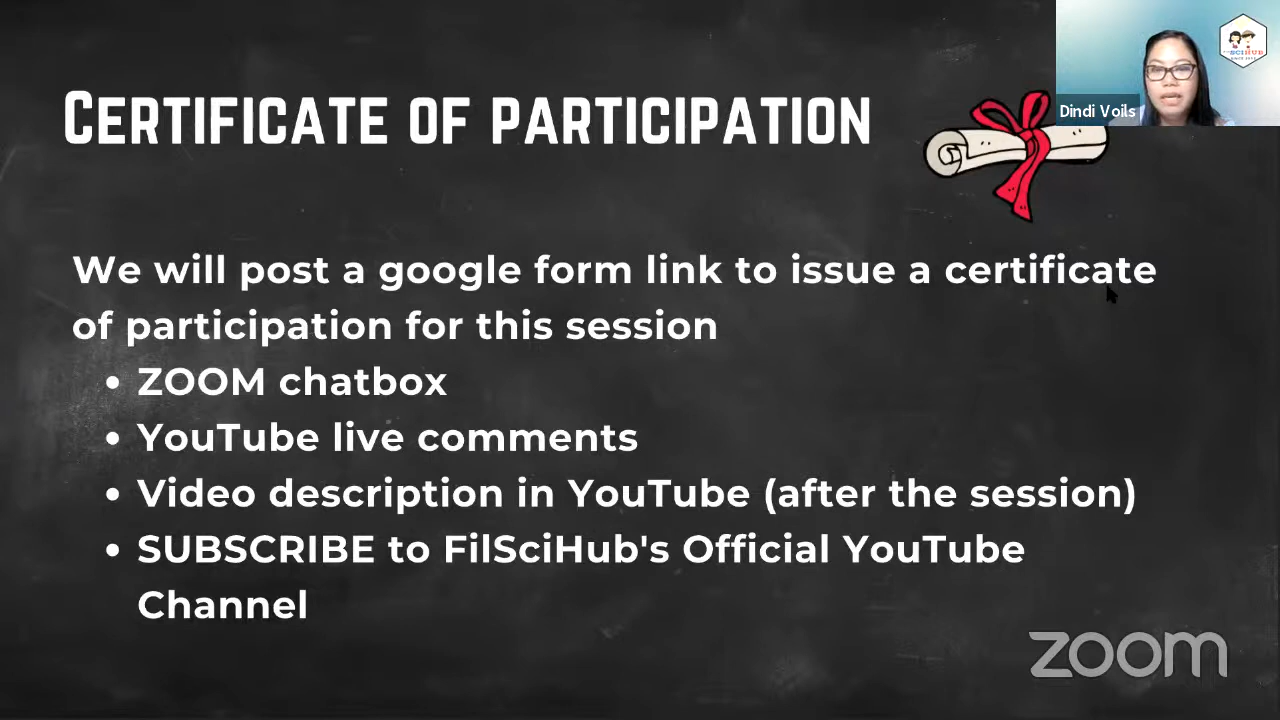 CERTIFICATE OF PARTICIPATION
Dindi Voils
SCIHUB
We will post a google form link to issue a certificate
of participation for this session
• ZOOM chatbox
• YouTube live comments
• Video description in YouTube (after the session)
• SUBSCRIBE to FilSciHub's Official YouTube
Channel
zoom